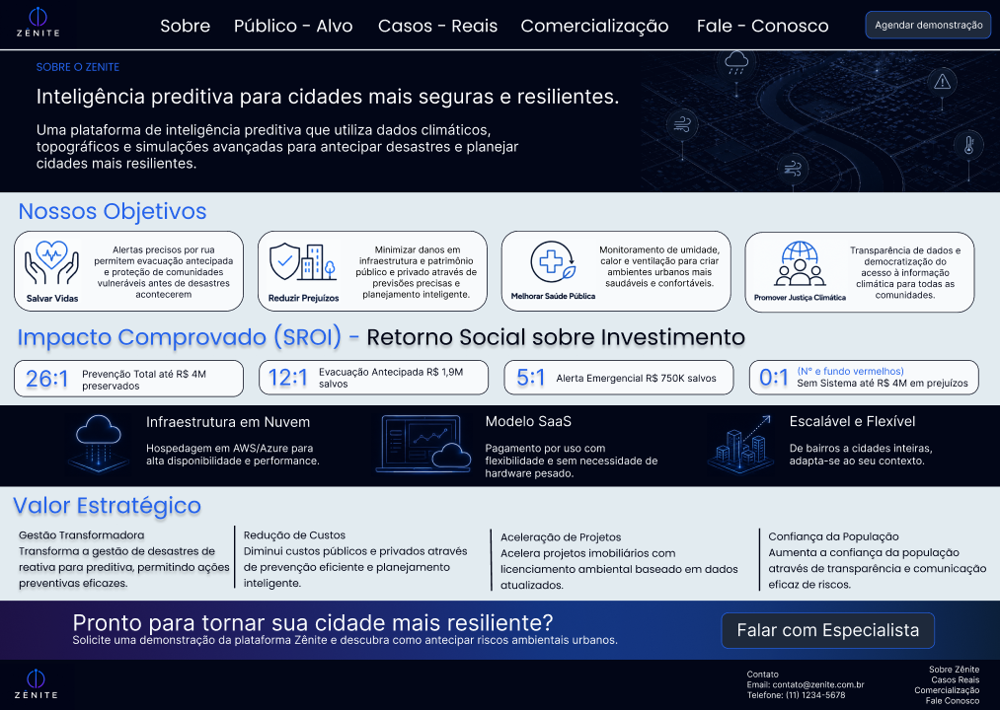 ZÊNITE
Sobre
Público - Alvo
Casos - Reais
Comercialização
Fale - Conosco
Agendar demonstração
SOBRE O ZENITE
Inteligência preditiva para cidades mais seguras e resilientes.
Uma plataforma de inteligência preditiva que utiliza dados climáticos,
topográficos e simulações avançadas para antecipar desastres e planejar
cidades mais resilientes.
Nossos Objetivos
Salvar Vidas
Alertas precisos por rua
permitem evacuação antecipada
e proteção de comunidades
vulneráveis antes de desastres
acontecerem
Reduzir Prejuízos
Minimizar danos em
infraestrutura e patrimônio
público e privado através de
previsões precisas e
planejamento inteligente.
Melhorar Saúde Pública
Monitoramento de umidade,
calor e ventilação para criar
ambientes urbanos mais
saudáveis e confortáveis.
Promover Justiça Climática
Transparência de dados e
democratização do
acesso à informação
climática para todas as
comunidades.
Impacto Comprovado (SROI) - Retorno Social sobre Investimento
26:1
Prevenção Total até R$ 4M
preservados
12:1
Evacuação Antecipada R$ 1,9M
salvos
5:1
Alerta Emergencial R$ 750K salvos
0:1
(N° e fundo vermelhos)
Sem Sistema até R$ 4M em prejuízos
Infraestrutura em Nuvem
Hospedagem em AWS/Azure para
alta disponibilidade e performance.
Modelo SaaS
Pagamento por uso com
flexibilidade e sem necessidade de
hardware pesado.
Escalável e Flexível
De bairros a cidades inteiras,
adapta-se ao seu contexto.
Valor Estratégico
Gestão Transformadora
Transforma a gestão de desastres de
reativa para preditiva, permitindo ações
preventivas eficazes.
Redução de Custos
Diminui custos públicos e privados através
de prevenção eficiente e planejamento
inteligente.
Aceleração de Projetos
Acelera projetos imobiliários com
licenciamento ambiental baseado em dados
atualizados.
Confiança da População
Aumenta a confiança da população
através de transparência e comunicação
eficaz de riscos.
Pronto para tornar sua cidade mais resiliente?
Solicite uma demonstração da plataforma Zênite e descubra como antecipar riscos ambientais urbanos.
Falar com Especialista
ZÊNITE
Contato
Email: contato@zenite.com.br
Telefone: (11) 1234-5678
Sobre Zênite
Casos Reais
Comercialização
Fale Conosco